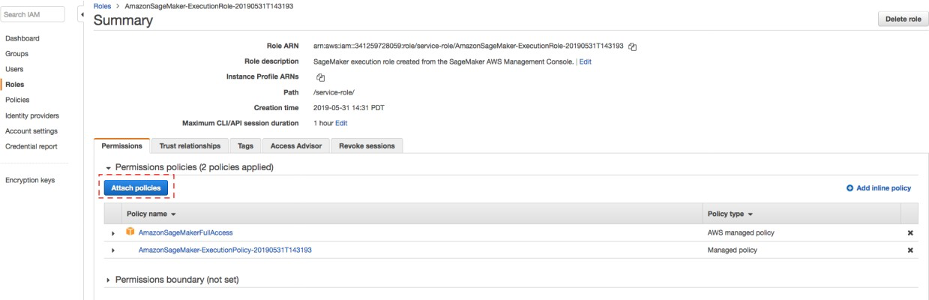 Search IAM
Dashboard
Groups
Users
Roles
Policies
Identity providers
Account settings
Credential report
Encryption keys
Roles > AmazonSageMaker-ExecutionRole-20190531T143193
Summary
Delete role
Role ARN arn:aws:iam::341259728059:role/service-role/AmazonSageMaker-ExecutionRole-20190531T143193
Role description SageMaker execution role created from the SageMaker AWS Management Console. | Edit
Instance Profile ARNs
Path /service-role/
Creation time 2019-05-31 14:31 PDT
Maximum CLI/API session duration 1 hour Edit
Permissions Trust relationships Tags Access Advisor Revoke sessions
Permissions policies (2 policies applied)
Attach policies Add inline policy
Policy name Policy type
AmazonSageMakerFullAccess AWS managed policy
AmazonSageMaker-ExecutionPolicy-20190531T143193 Managed policy
Permissions boundary (not set)